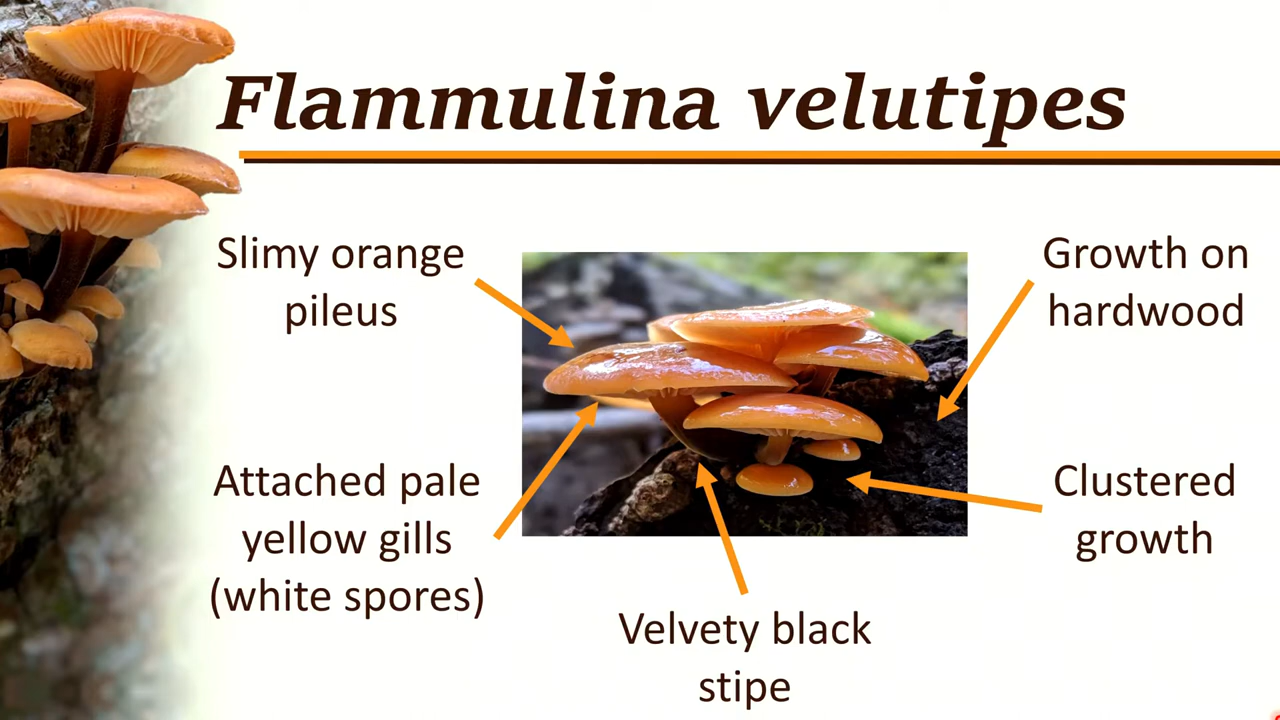 Flammulina velutipes
Slimy orange
pileus
Growth on
hardwood
Attached pale
yellow gills
(white spores)
Clustered
growth
Velvety black
stipe